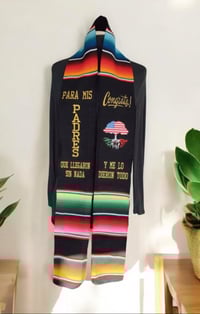 PARA MIS
PADRES
QUE LLEGARON
SIN NADA
Congrats!
Y ME LO
DIERON TODO